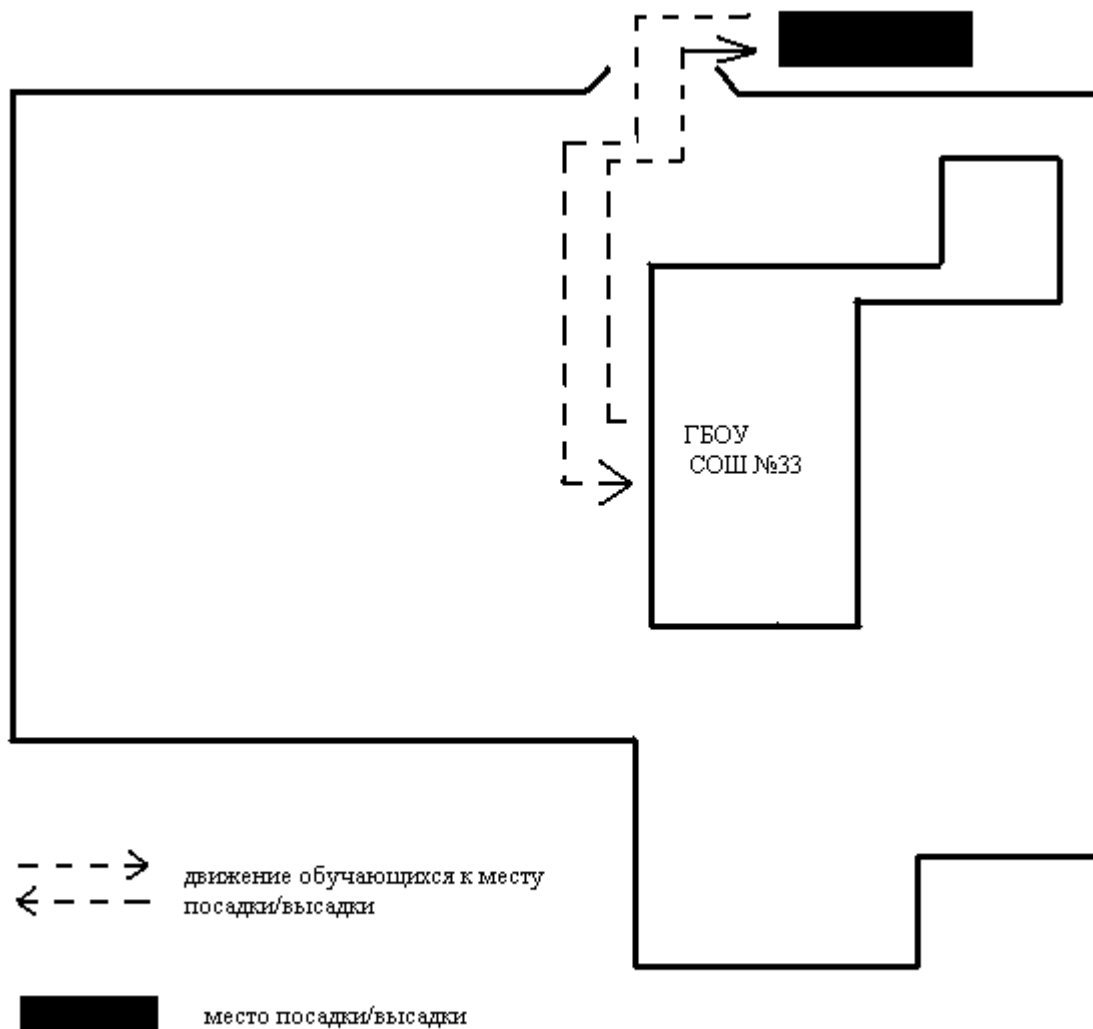 ГБОУ
СОШ №33
движение обучающихся к месту
посадки/высадки
место посадки/высадки